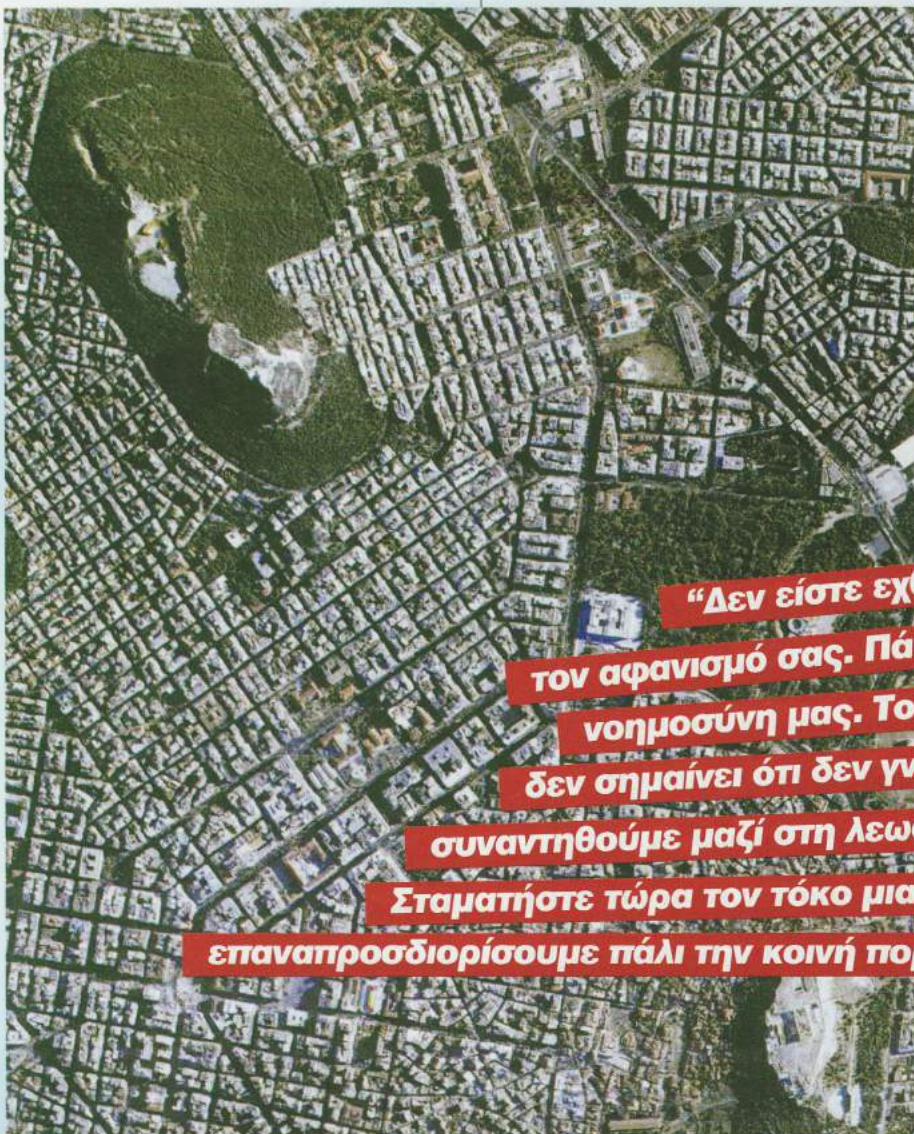 “Δεν είστε εχ
τον αφανισμό σας. Πά
νοημοσύνη μας. Το
δεν σημαίνει ότι δεν γν
συναντηθούμε μαζί στη λεω
Σταματήστε τώρα τον τόκο μια
επαναπροσδιορίσουμε πάλι την κοινή πο